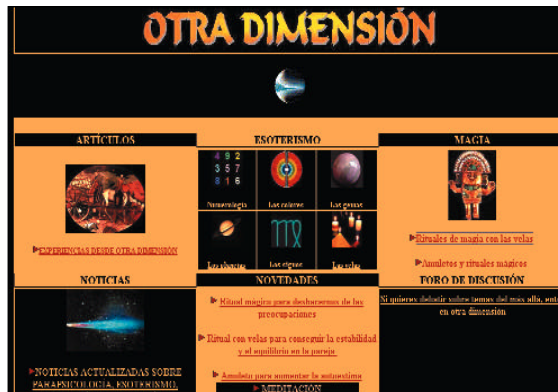 OTRA DIMENSIÓN
ARTÍCULOS
EXPERIENCIAS DESDE OTRA DIMENSIÓN
ESOTERISMO
4 9 2
3 5 7
8 1 6
Numerología
Los colores
Las gemas
Los signos
Las velas
MAGIA
Rituales de magia con las velas
Amuletos y rituales mágicos
NOTICIAS
NOTICIAS ACTUALIZADAS SOBRE
PARAPSICOLOGÍA, ESOTERISMO,
NOVEDADES
Ritual mágico para deshacernos de las
preocupaciones
Ritual con velas para conseguir la estabilidad
y el equilibrio en la pareja
Amuleto para aumentar la autoestima
MEDITACIÓN
FORO DE DISCUSIÓN
Si quieres debatir sobre temas del más alla, ent
en otra dimensión